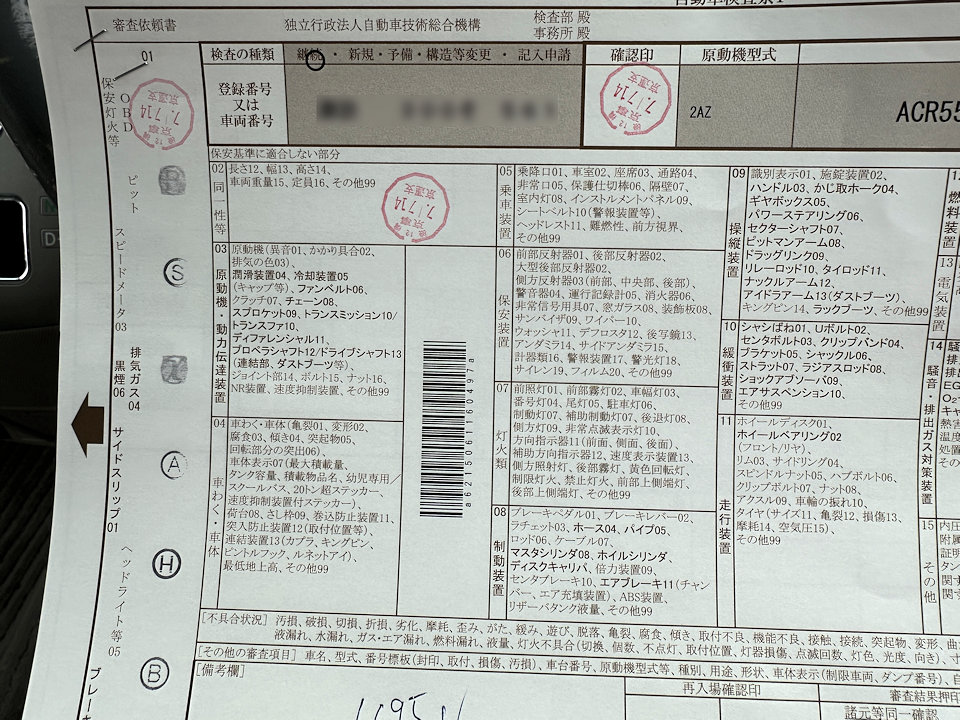 審査依頼書
独立行政法人自動車技術総合機構
検査部 殿
事務所 殿
01
検査の種類
継続 ・ 新規 ・ 予備 ・ 構造等変更 ・ 記入申請
確認印
原動機型式
登録番号
又は
車両番号
2AZ
ACR55
保安基準に適合しない部分
02
同一性等
長さ12、幅13、高さ14、
車両重量15、定員16、その他99
7.7.14
京運支
03
原動機・動力伝達装置
原動機(異音01、かかり具合02、
排気の色03)
潤滑装置04、冷却装置05
(キャップ等)、ファンベルト06、
クラッチ07、チェーン08、
スプロケット09、トランスミッション10/
トランスファ10、
ディファレンシャル11、
プロペラシャフト12/ドライブシャフト13
(連結部、ダストブーツ等)、
ジョイント部14、ボルト15、ナット16、
NR装置、速度抑制装置、その他99
04
車わく・車体
車わく・車体(亀裂01、変形02、
腐食03、傾き04、突起物05、
回転部分の突出06)、
車体表示07(最大積載量、
タンク容量、積載物品名、幼児専用/
スクールバス、20トン超ステッカー、
速度抑制装置付ステッカー)、
荷台08、さし枠09、巻込防止装置11、
突入防止装置12(取付位置等)、
連結装置13(カプラ、キングピン、
ピントルフック、ルネットアイ)、
最低地上高、その他99
a6215061160497a
05
乗車装置
乗降口01、車室02、座席03、通路04、
非常口05、保護仕切棒06、隔壁07、
室内灯08、インストルメントパネル09、
シートベルト10(警報装置等)、
ヘッドレスト11、難燃性、前方視界、
その他99
06
保安装置
前部反射器01、後部反射器02、
大型後部反射器02、
側方反射器03(前部、中央部、後部)、
警音器04、運行記録計05、消火器06、
非常信号用具07、窓ガラス08、装飾板08、
サンバイザ09、ワイパー10、
ウォッシャ11、デフロスタ12、後写鏡13、
アンダミラ14、サイドアンダミラ15、
計器類16、警報装置17、警光灯18、
サイレン19、フィルム20、その他99
07
灯火類
前照灯01、前部霧灯02、車幅灯03、
番号灯04、尾灯05、駐車灯06、
制動灯07、補助制動灯07、後退灯08、
側方灯09、非常点滅表示灯10、
方向指示器11(前面、側面、後面)、
補助方向指示器12、速度表示装置13、
側方照射灯、後部霧灯、黄色回転灯、
制限灯火、禁止灯火、前部上側端灯、
後部上側端灯、その他99
08
制動装置
ブレーキペダル01、ブレーキレバー02、
ラチェット03、ホース04、パイプ05、
ロッド06、ケーブル07、
マスタシリンダ08、ホイルシリンダ、
ディスクキャリパ、倍力装置09、
センタブレーキ10、エアブレーキ11(チャン
バー、エア充填装置)、ABS装置、
リザーバタンク液量、その他99
09
操縦装置
識別表示01、施錠装置02、
ハンドル03、かじ取ホーク04、
ギヤボックス05、
パワーステアリング06、
セクターシャフト07、
ピットマンアーム08、
ドラッグリンク09、
リレーロッド10、タイロッド11、
ナックルアーム12、
アイドラアーム13(ダストブーツ)、
キングピン14、ラックブーツ、その他99
10
緩衝装置
シャシばね01、Uボルト02、
センタボルト03、クリップバンド04、
ブラケット05、シャックル06、
ストラット07、ラジアスロッド08、
ショックアブソーバ09、
エアサスペンション10、
その他99
11
走行装置
ホイールディスク01、
ホイールベアリング02
(フロント/リヤ)、
リム03、サイドリング04、
スピンドルナット05、ハブボルト06、
クリップボルト07、ナット08、
アクスル09、車輪の振れ10、
タイヤ(サイズ11、亀裂12、損傷13、
摩耗14、空気圧15)、
その他99
13
電気装置
14
騒音・排出ガス対策装置
15
その他
[不具合状況] 汚損、破損、切損、折損、劣化、摩耗、歪み、がた、緩み、遊び、脱落、亀裂、腐食、傾き、取付不良、機能不良、接触、接続、突起物、変形、
液漏れ、水漏れ、ガス・エア漏れ、燃料漏れ、液量、灯火不具合(切換、個数、不点灯、取付位置、灯器損傷、点滅回数、灯色、光度、向き)、
[その他の審査項目] 車名、型式、番号標板(封印、取付、損傷、汚損)、車台番号、原動機型式等、種別、用途、形状、車体表示(制限車両、ダンプ番号)、
[備考欄]
再入場確認印
審査結果押印
諸元等同一確認
保安灯火等
OBD
ピット
スピードメータ03
S
排気ガス04
黒煙06
A
サイドスリップ01
H
ヘッドライト等05
B